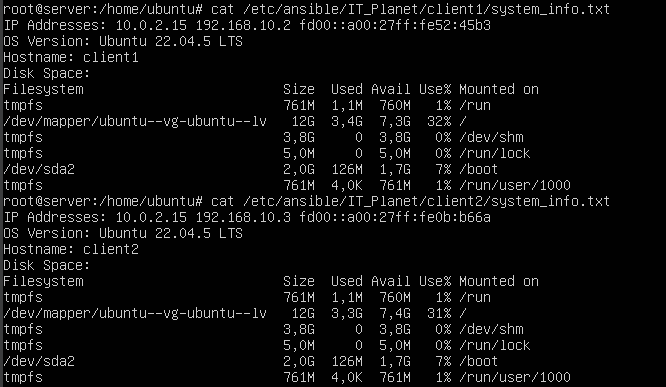 root@server:/home/ubuntu# cat /etc/ansible/IT_Planet/client1/system_info.txt
IP Addresses: 10.0.2.15 192.168.10.2 fd00::a00:27ff:fe52:45b3
OS Version: Ubuntu 22.04.5 LTS
Hostname: client1
Disk Space:
Filesystem                         Size  Used Avail Use% Mounted on
tmpfs                              761M  1,1M  760M   1% /run
/dev/mapper/ubuntu--vg-ubuntu--lv   12G  3,4G  7,3G  32% /
tmpfs                              3,8G     0  3,8G   0% /dev/shm
tmpfs                              5,0M     0  5,0M   0% /run/lock
/dev/sda2                          2,0G  126M  1,7G   7% /boot
tmpfs                              761M  4,0K  761M   1% /run/user/1000
root@server:/home/ubuntu# cat /etc/ansible/IT_Planet/client2/system_info.txt
IP Addresses: 10.0.2.15 192.168.10.3 fd00::a00:27ff:fe0b:b66a
OS Version: Ubuntu 22.04.5 LTS
Hostname: client2
Disk Space:
Filesystem                         Size  Used Avail Use% Mounted on
tmpfs                              761M  1,1M  760M   1% /run
/dev/mapper/ubuntu--vg-ubuntu--lv   12G  3,3G  7,4G  31% /
tmpfs                              3,8G     0  3,8G   0% /dev/shm
tmpfs                              5,0M     0  5,0M   0% /run/lock
/dev/sda2                          2,0G  126M  1,7G   7% /boot
tmpfs                              761M  4,0K  761M   1% /run/user/1000